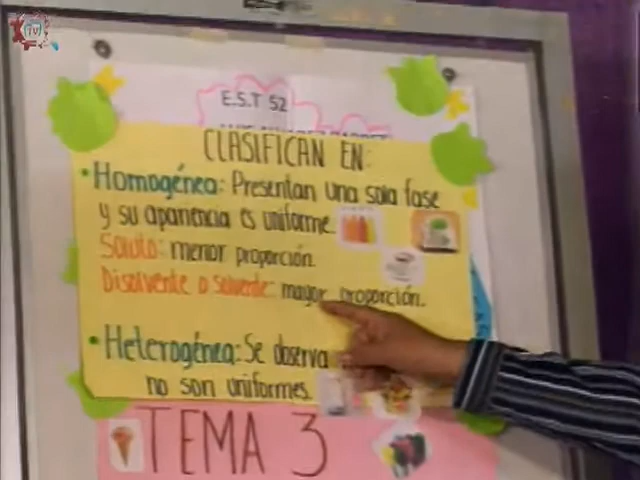 TV
E.S.T 52
CLASIFICAN EN:
• Homogénea: Presentan una sola fase
y su apariencia es uniforme.
Soluto: menor proporción.
Disolvente o solvente: mayor proporción.
• Heterogénea: Se observa
no son uniformes.
TEMA 3